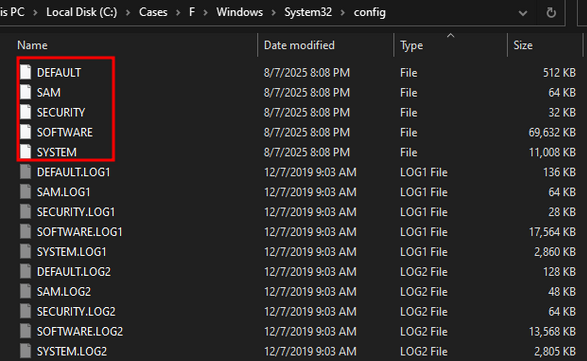 is PC > Local Disk (C:) > Cases > F > Windows > System32 > config
Name Date modified Type Size
DEFAULT 8/7/2025 8:08 PM File 512 KB
SAM 8/7/2025 8:08 PM File 64 KB
SECURITY 8/7/2025 8:08 PM File 32 KB
SOFTWARE 8/7/2025 8:08 PM File 69,632 KB
SYSTEM 8/7/2025 8:08 PM File 11,008 KB
DEFAULT.LOG1 12/7/2019 9:03 AM LOG1 File 136 KB
SAM.LOG1 12/7/2019 9:03 AM LOG1 File 64 KB
SECURITY.LOG1 12/7/2019 9:03 AM LOG1 File 28 KB
SOFTWARE.LOG1 12/7/2019 9:03 AM LOG1 File 17,564 KB
SYSTEM.LOG1 12/7/2019 9:03 AM LOG1 File 2,860 KB
DEFAULT.LOG2 12/7/2019 9:03 AM LOG2 File 128 KB
SAM.LOG2 12/7/2019 9:03 AM LOG2 File 48 KB
SECURITY.LOG2 12/7/2019 9:03 AM LOG2 File 64 KB
SOFTWARE.LOG2 12/7/2019 9:03 AM LOG2 File 13,568 KB
SYSTEM.LOG2 12/7/2019 9:03 AM LOG2 File 2,805 KB